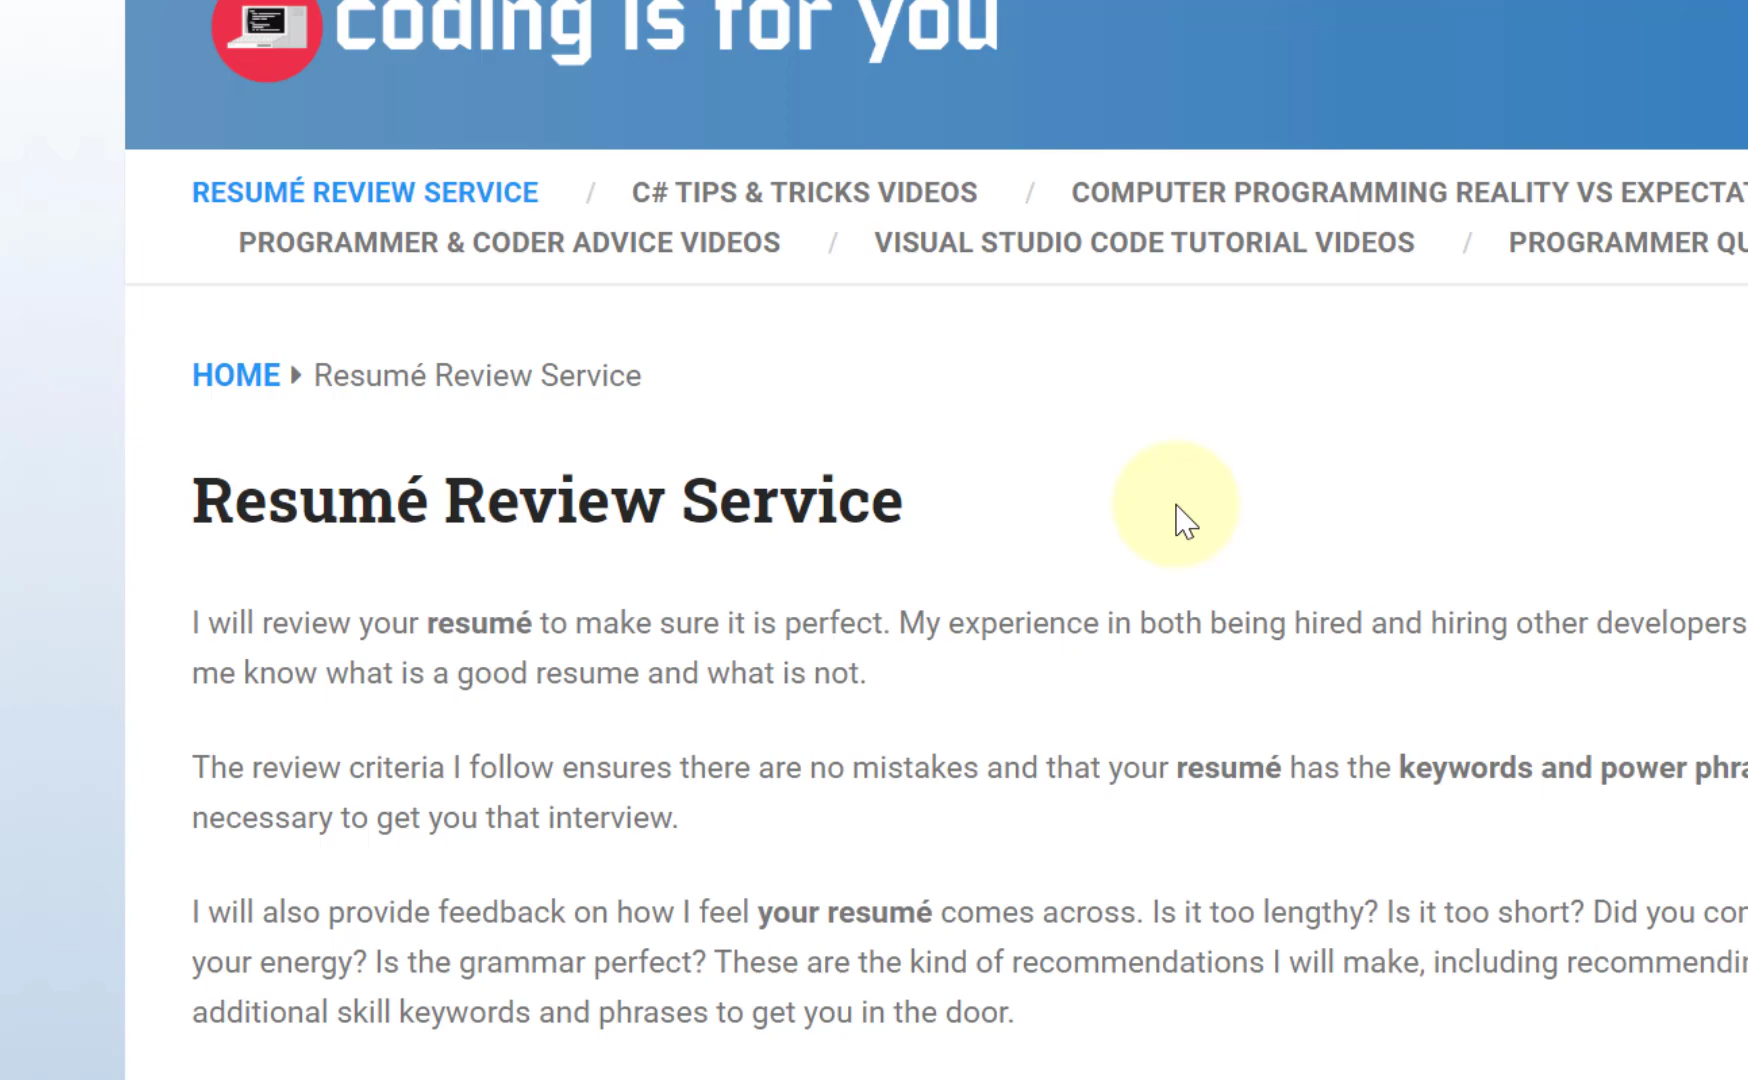 coding is for you
RESUMÉ REVIEW SERVICE / C# TIPS & TRICKS VIDEOS / COMPUTER PROGRAMMING REALITY VS
PROGRAMMER & CODER ADVICE VIDEOS / VISUAL STUDIO CODE TUTORIAL VIDEOS / PROGRAMMER
HOME Resumé Review Service
Resumé Review Service
I will review your resumé to make sure it is perfect. My experience in both being hired and hiring other developers
me know what is a good resume and what is not.
The review criteria I follow ensures there are no mistakes and that your resumé has the keywords and power
necessary to get you that interview.
I will also provide feedback on how I feel your resumé comes across. Is it too lengthy? Is it too short? Did you
your energy? Is the grammar perfect? These are the kind of recommendations I will make, including
additional skill keywords and phrases to get you in the door.